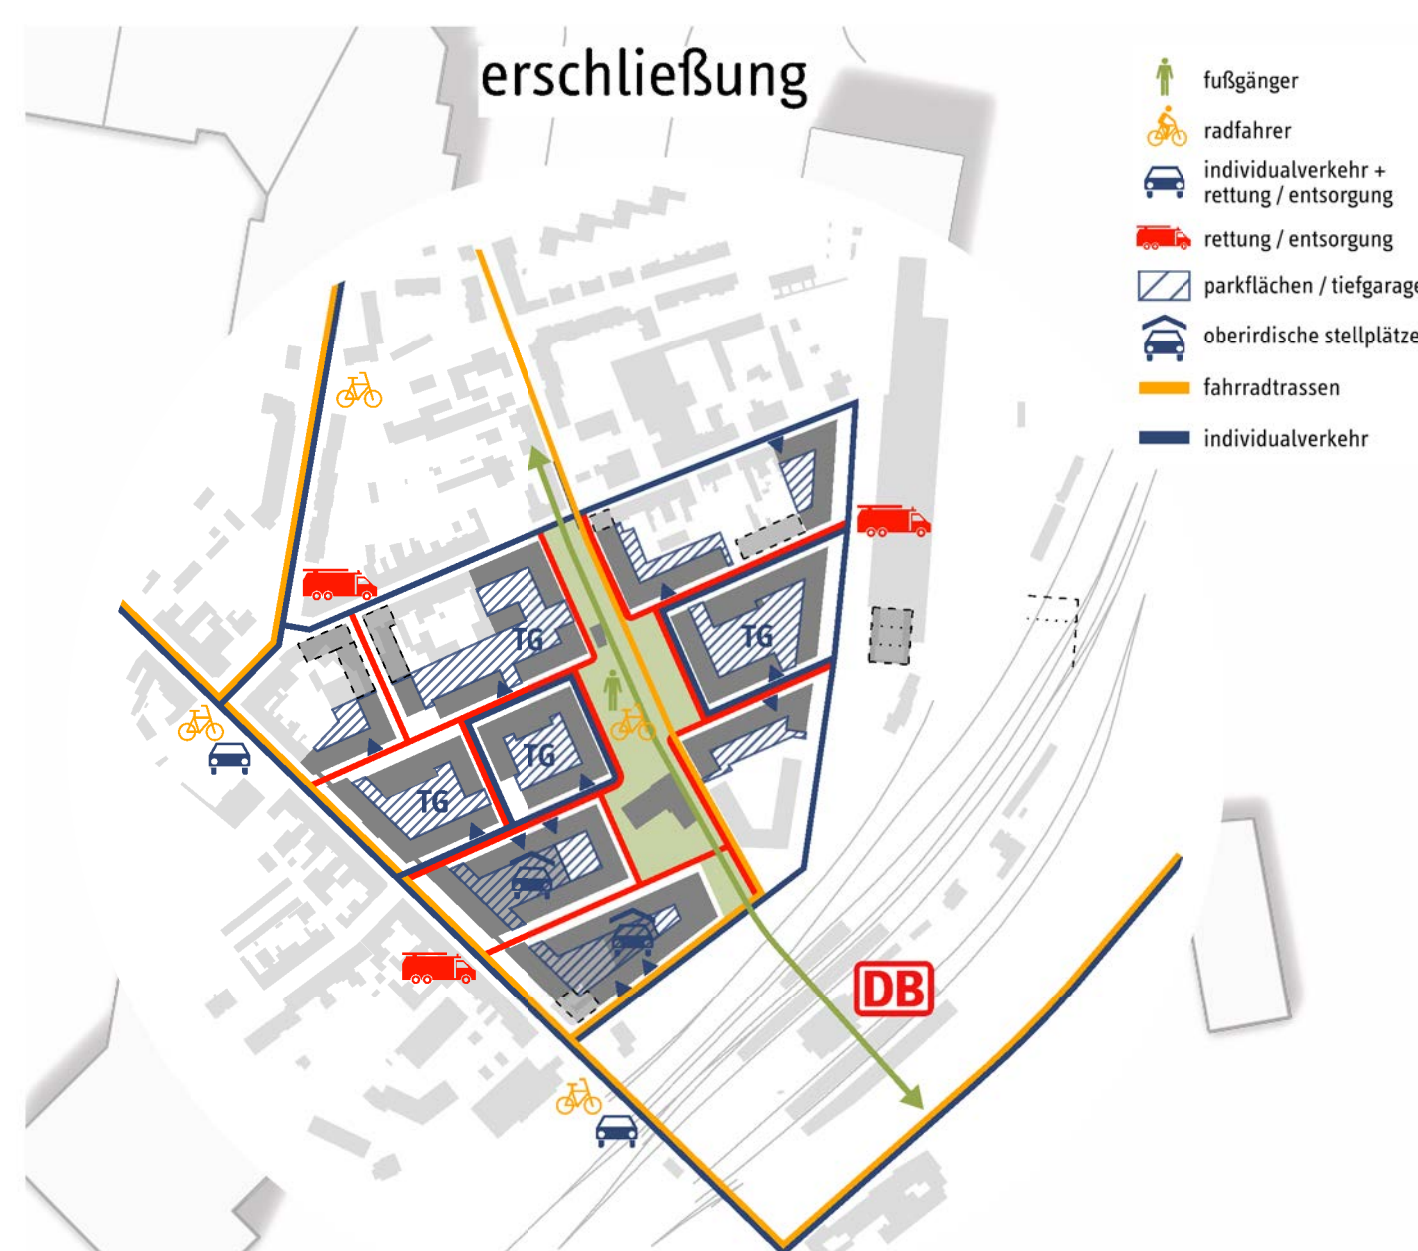 erschließung
fußgänger
radfahrer
individualverkehr +
rettung / entsorgung
rettung / entsorgung
parkflächen / tiefgarage
oberirdische stellplätze
fahrradtrassen
individualverkehr
TG
TG
TG
TG
DB